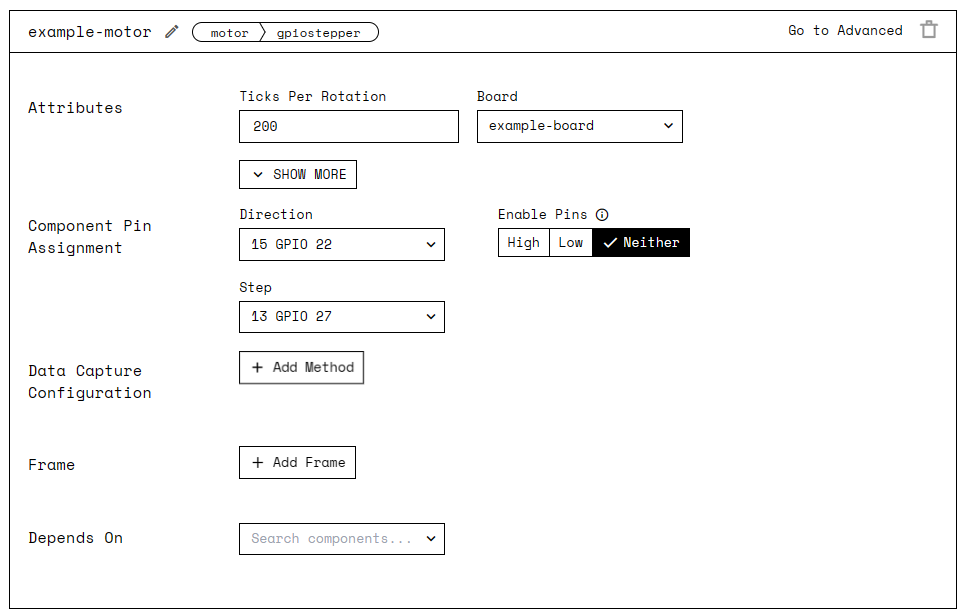 example-motor motor gpiostepper Go to Advanced
Attributes
Ticks Per Rotation Board
200 example-board
SHOW MORE
Component Pin
Assignment
Direction Enable Pins
15 GPIO 22 High Low Neither
Step
13 GPIO 27
Data Capture
Configuration
+ Add Method
Frame
+ Add Frame
Depends On
Search components...